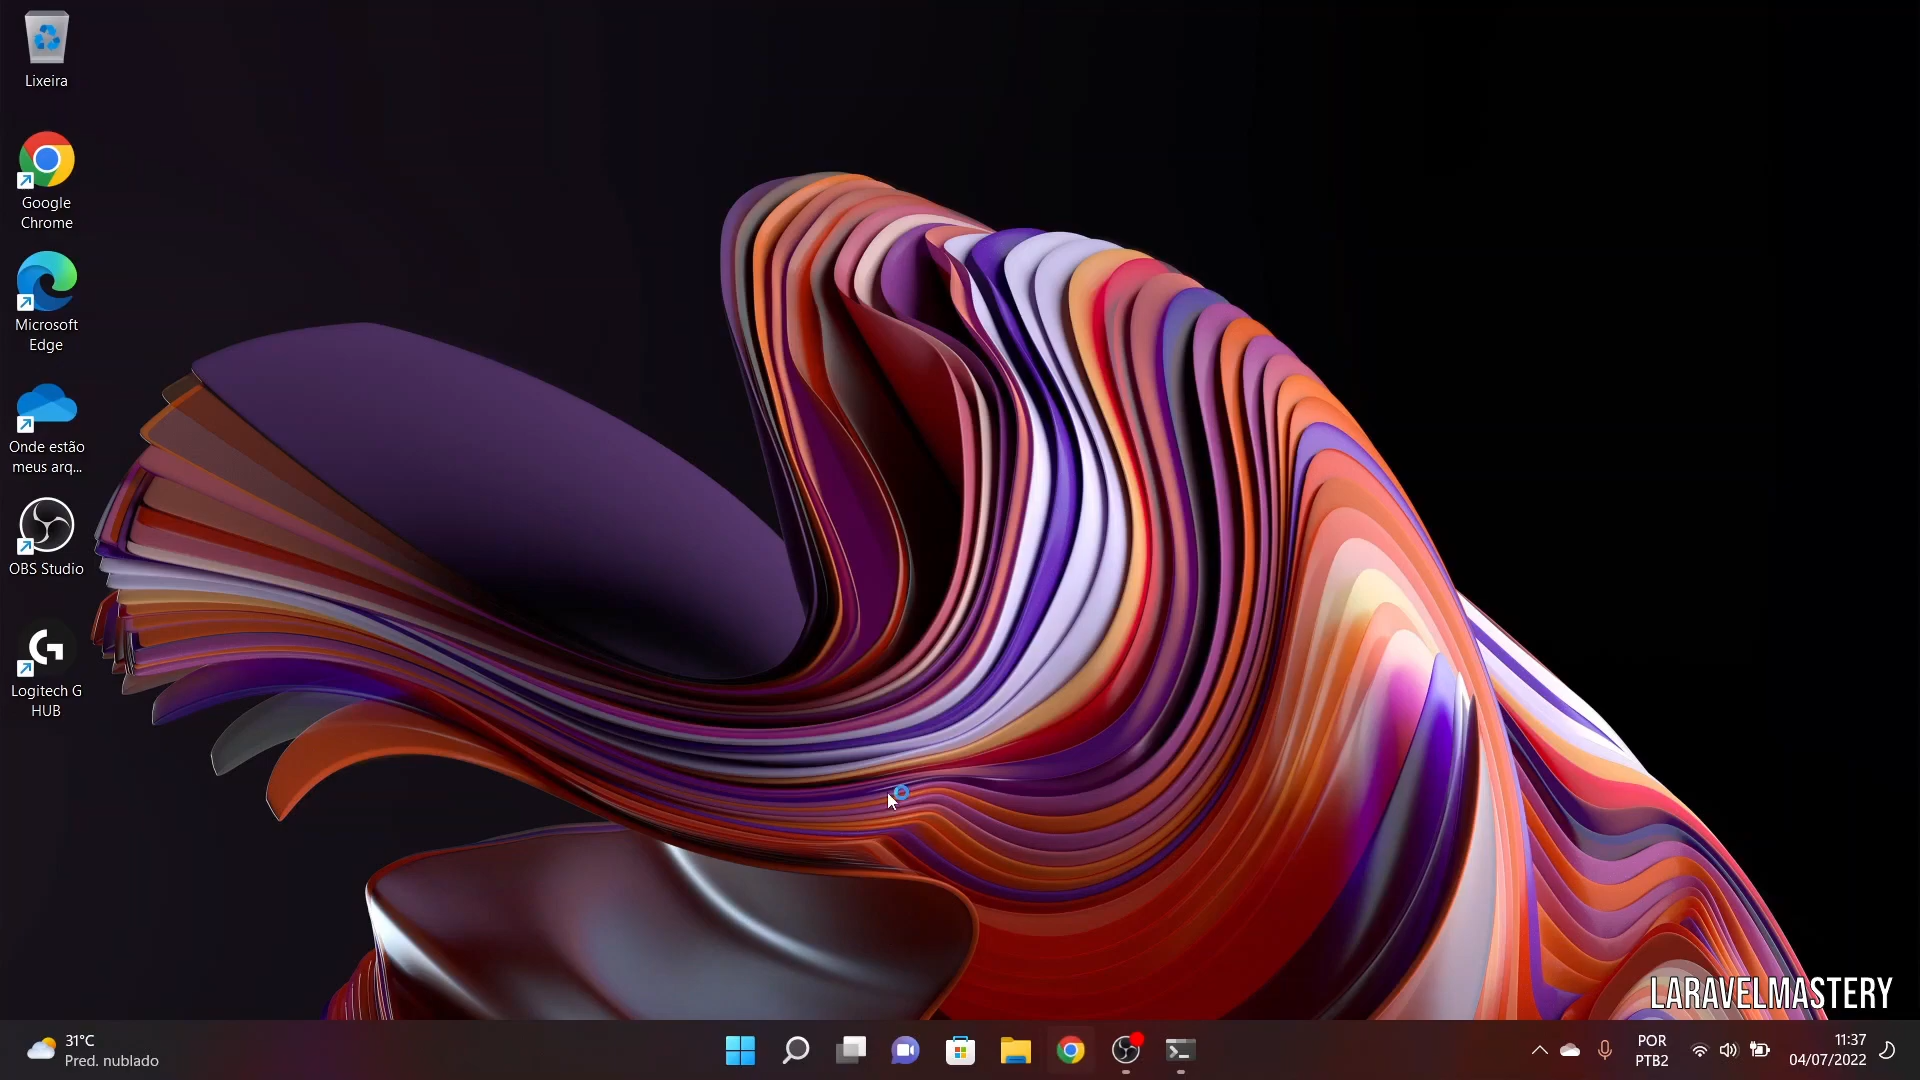 Lixeira
Google
Chrome
Microsoft
Edge
Onde estão
meus arq...
OBS Studio
Logitech G
HUB
LARAVELMASTERY
31°C
Pred. nublado
POR
PTB2
11:37
04/07/2022